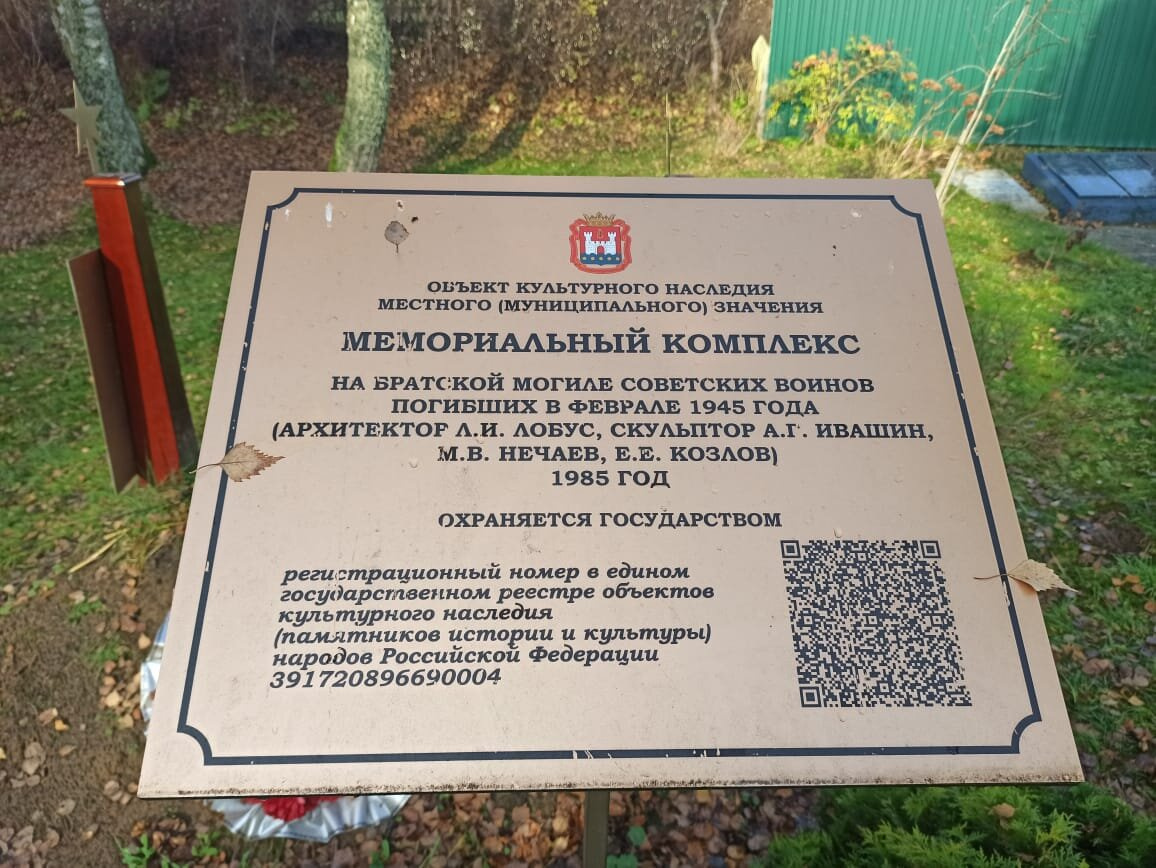 ОБЪЕКТ КУЛЬТУРНОГО НАСЛЕДИЯ
МЕСТНОГО (МУНИЦИПАЛЬНОГО) ЗНАЧЕНИЯ
МЕМОРИАЛЬНЫЙ КОМПЛЕКС
НА БРАТСКОЙ МОГИЛЕ СОВЕТСКИХ ВОИНОВ
ПОГИБШИХ В ФЕВРАЛЕ 1945 ГОДА
(АРХИТЕКТОР Л.И. ЛОБУС, СКУЛЬПТОР А.Г. ИВАШИН,
М.В. НЕЧАЕВ, Е.Е. КОЗЛОВ)
1985 ГОД
ОХРАНЯЕТСЯ ГОСУДАРСТВОМ
регистрационный номер в едином
государственном реестре объектов
культурного наследия
(памятников истории и культуры)
народов Российской Федерации
391720896690004